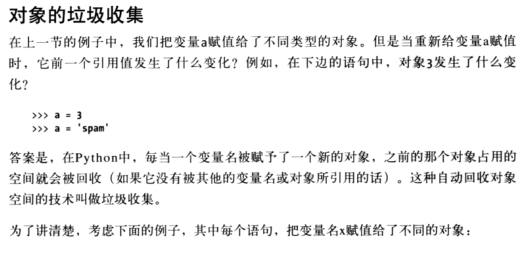 对象的垃圾收集
在上一节的例子中，我们把变量a赋值给了不同类型的对象。但是当重新给变量a赋值
时，它前一个引用值发生了什么变化？例如，在下边的语句中，对象3发生了什么变
化？
>>> a = 3
>>> a = 'spam'
答案是，在Python中，每当一个变量名被赋予了一个新的对象，之前的那个对象占用的
空间就会被回收（如果它没有被其他的变量名或对象所引用的话）。这种自动回收对象
空间的技术叫做垃圾收集。
为了讲清楚，考虑下面的例子，其中每个语句，把变量名x赋值给了不同的对象：